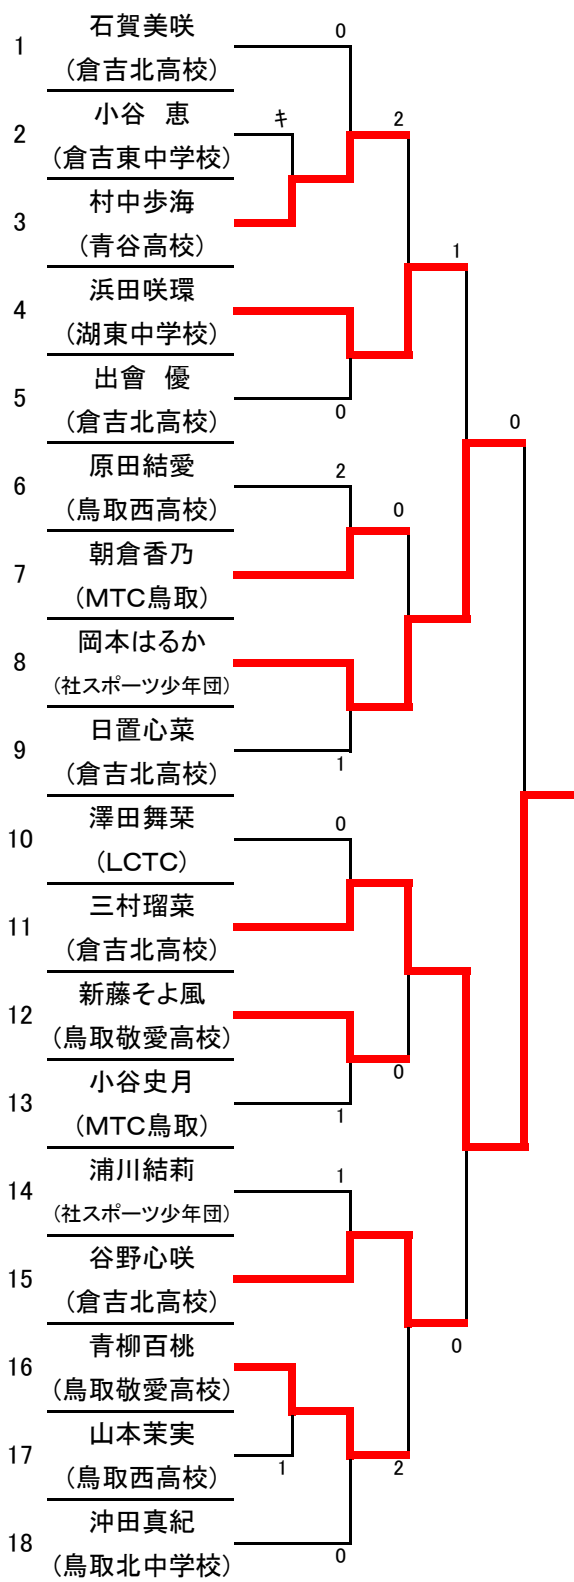 石賀美咲
0
1
(倉吉北高校)
小谷　恵
キ
2
2
(倉吉東中学校)
村中歩海
3
(青谷高校)
1
浜田咲環
4
(湖東中学校)
出會　優
5
0
(倉吉北高校)
0
原田結愛
2
6
(鳥取西高校)
0
朝倉香乃
7
(MTC鳥取)
岡本はるか
8
(社スポーツ少年団)
日置心菜
9
1
(倉吉北高校)
澤田舞栞
0
10
(LCTC)
三村瑠菜
11
(倉吉北高校)
新藤そよ風
12
(鳥取敬愛高校)
0
小谷史月
13
1
(MTC鳥取)
浦川結莉
1
14
(社スポーツ少年団)
谷野心咲
15
(倉吉北高校)
青柳百桃
0
16
(鳥取敬愛高校)
山本茉実
17
1
2
(鳥取西高校)
沖田真紀
18
0
(鳥取北中学校)